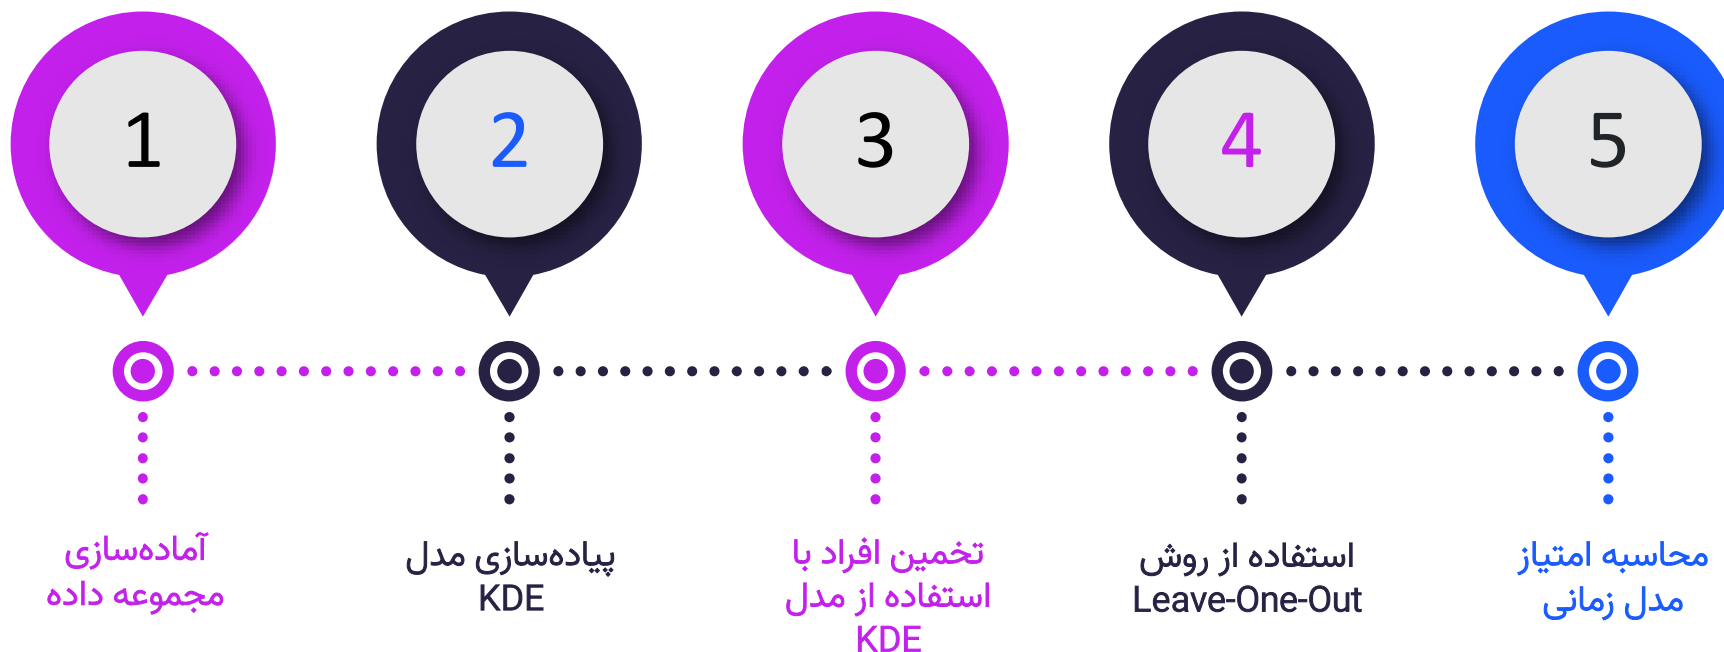 1
2
3
4
5
آماده‌سازی
مجموعه داده
پیاده‌سازی مدل
KDE
تخمین افراد با
استفاده از مدل
KDE
استفاده از روش
Leave-One-Out
محاسبه امتیاز
مدل زمانی